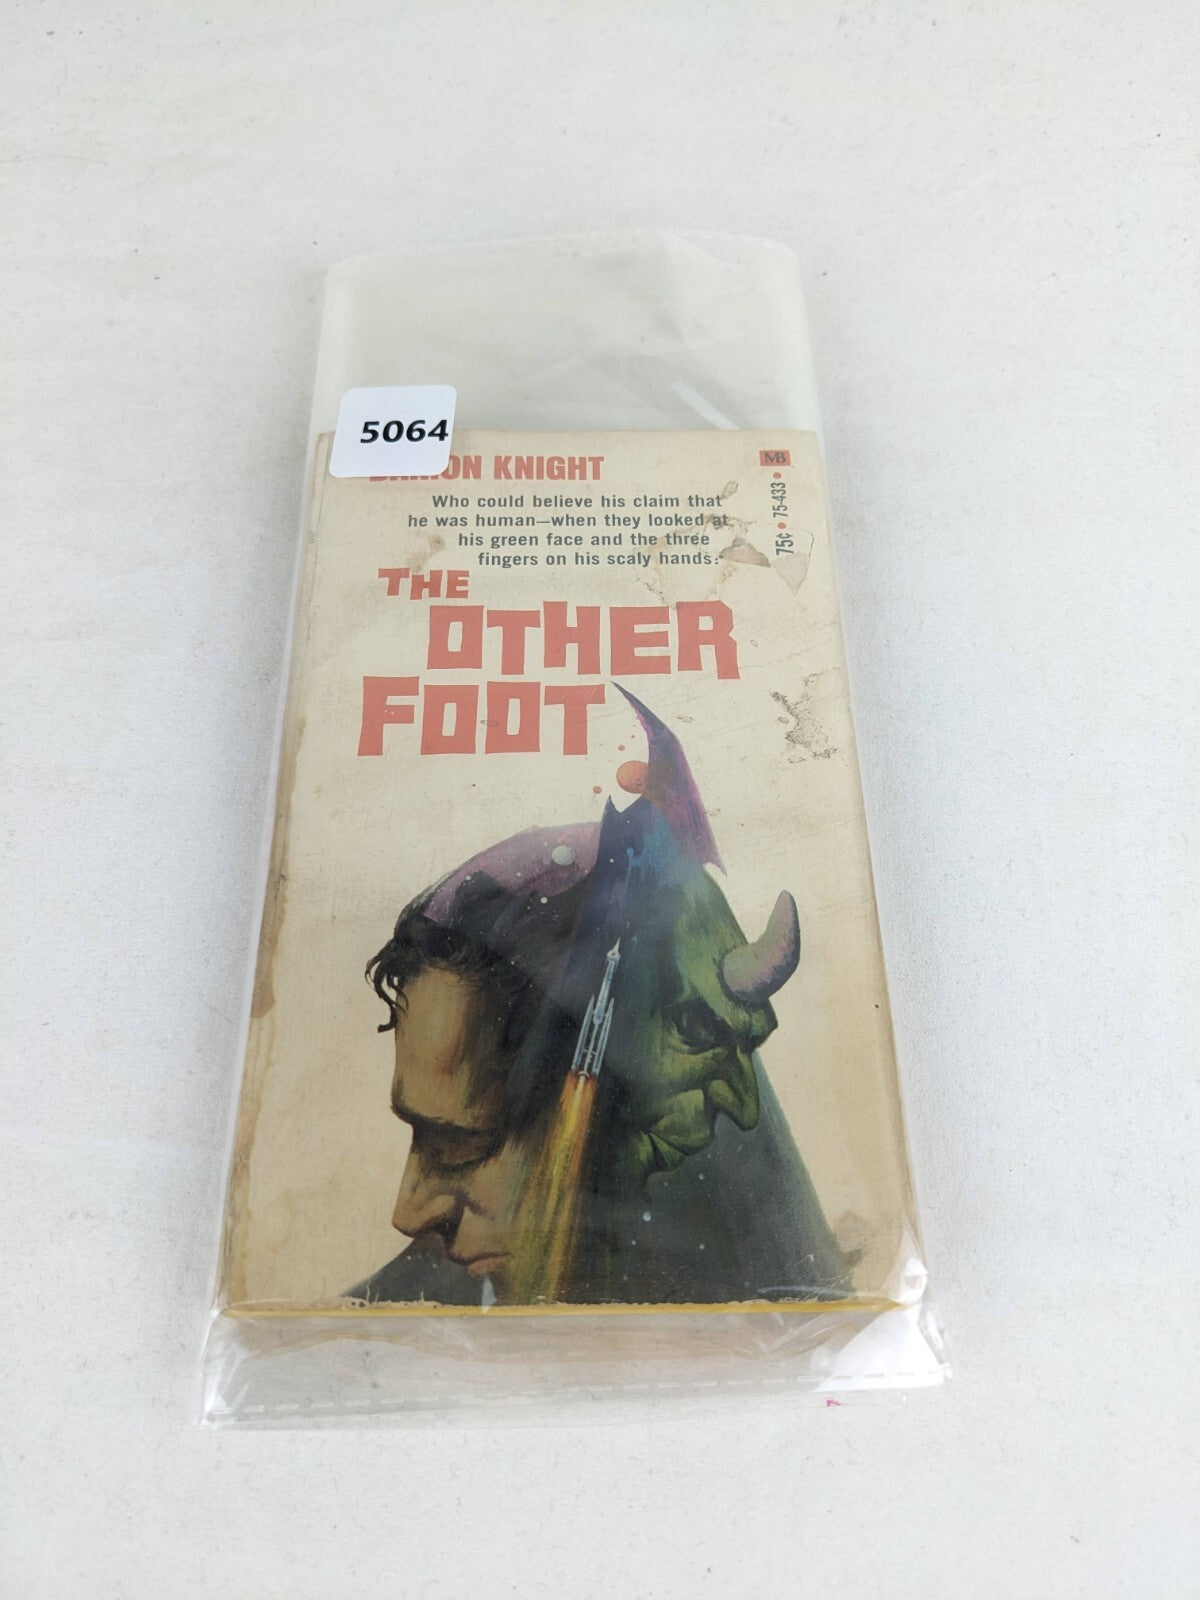 5064
DAMON KNIGHT
MB
Who could believe his claim that
he was human—when they looked at
his green face and the three
fingers on his scaly hands?
75¢ • 75-433 •
THE
OTHER
FOOT